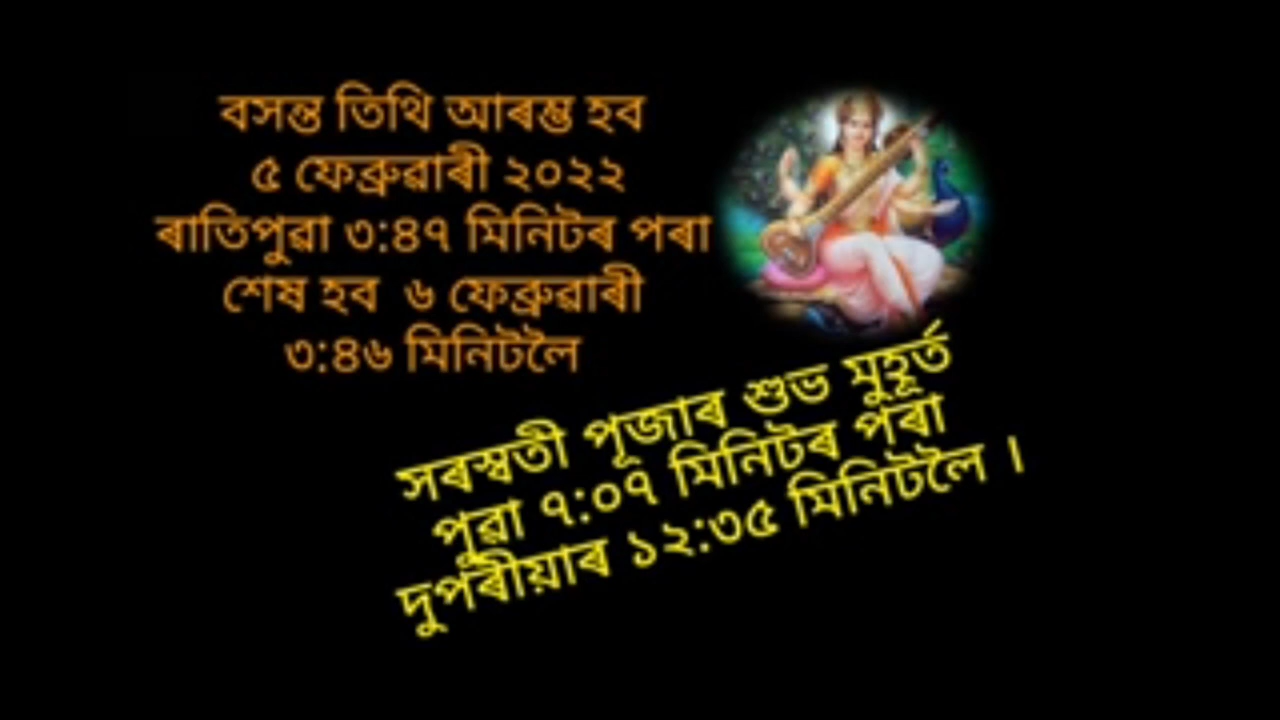 বসন্ত তিথি আৰম্ভ হব
৫ ফেব্ৰুৱাৰী ২০২২
ৰাতিপুৱা ৩:৪৭ মিনিটৰ পৰা
শেষ হব ৬ ফেব্ৰুৱাৰী
৩:৪৬ মিনিটলৈ
সৰস্বতী পূজাৰ শুভ মুহূৰ্ত
পুৱা ৭:০৭ মিনিটৰ পৰা
দুপৰীয়াৰ ১২:৩৫ মিনিটলৈ ।